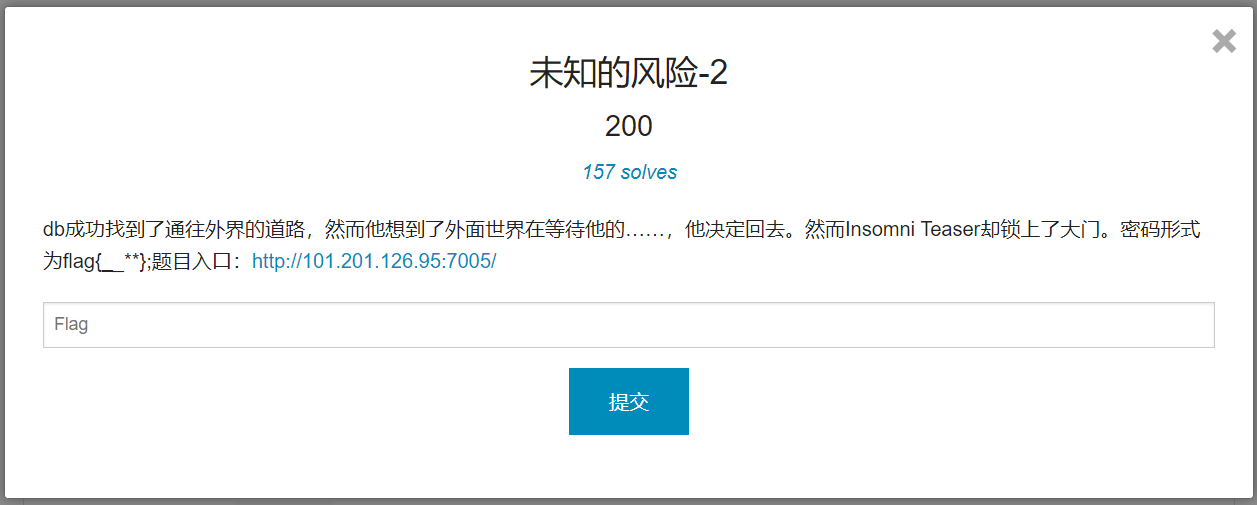 未知的风险-2
200
157 solves
db成功找到了通往外界的道路，然而他想到了外面世界在等待他的……，他决定回去。然而Insomni Teaser却锁上了大门。密码形式
为flag{__**};题目入口：http://101.201.126.95:7005/
Flag
提交